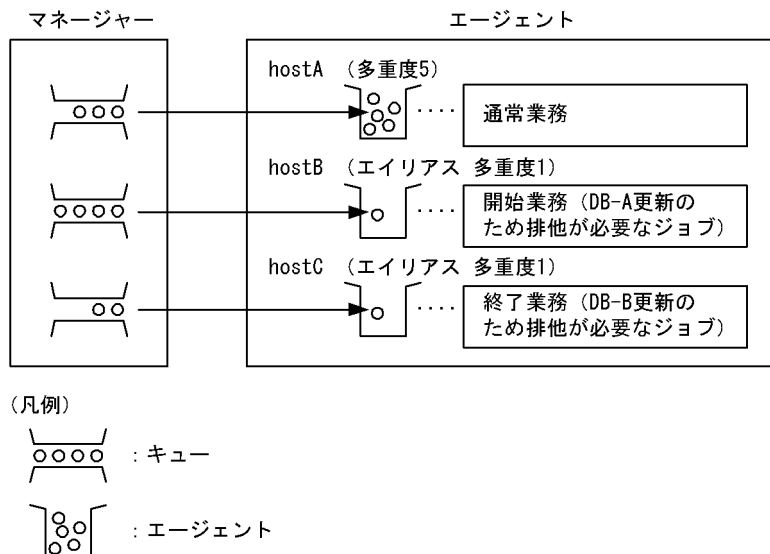 マネージャー
エージェント
hostA （多重度5）
通常業務
hostB （エイリアス 多重度1）
開始業務（DB-A更新の
ため排他が必要なジョブ）
hostC （エイリアス 多重度1）
終了業務（DB-B更新の
ため排他が必要なジョブ）
（凡例）
：キュー
：エージェント